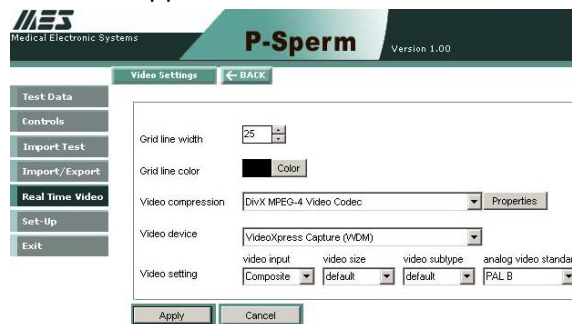 MES
Medical Electronic Systems
P-Sperm
Version 1.00
Video Settings
← BACK
Test Data
Controls
Import Test
Import/Export
Real Time Video
Set-Up
Exit
Grid line width 25
Grid line color Color
Video compression DivX MPEG-4 Video Codec Properties
Video device VideoXpress Capture (WDM)
video input video size video subtype analog video standa
Video setting Composite default default PAL B
Apply Cancel